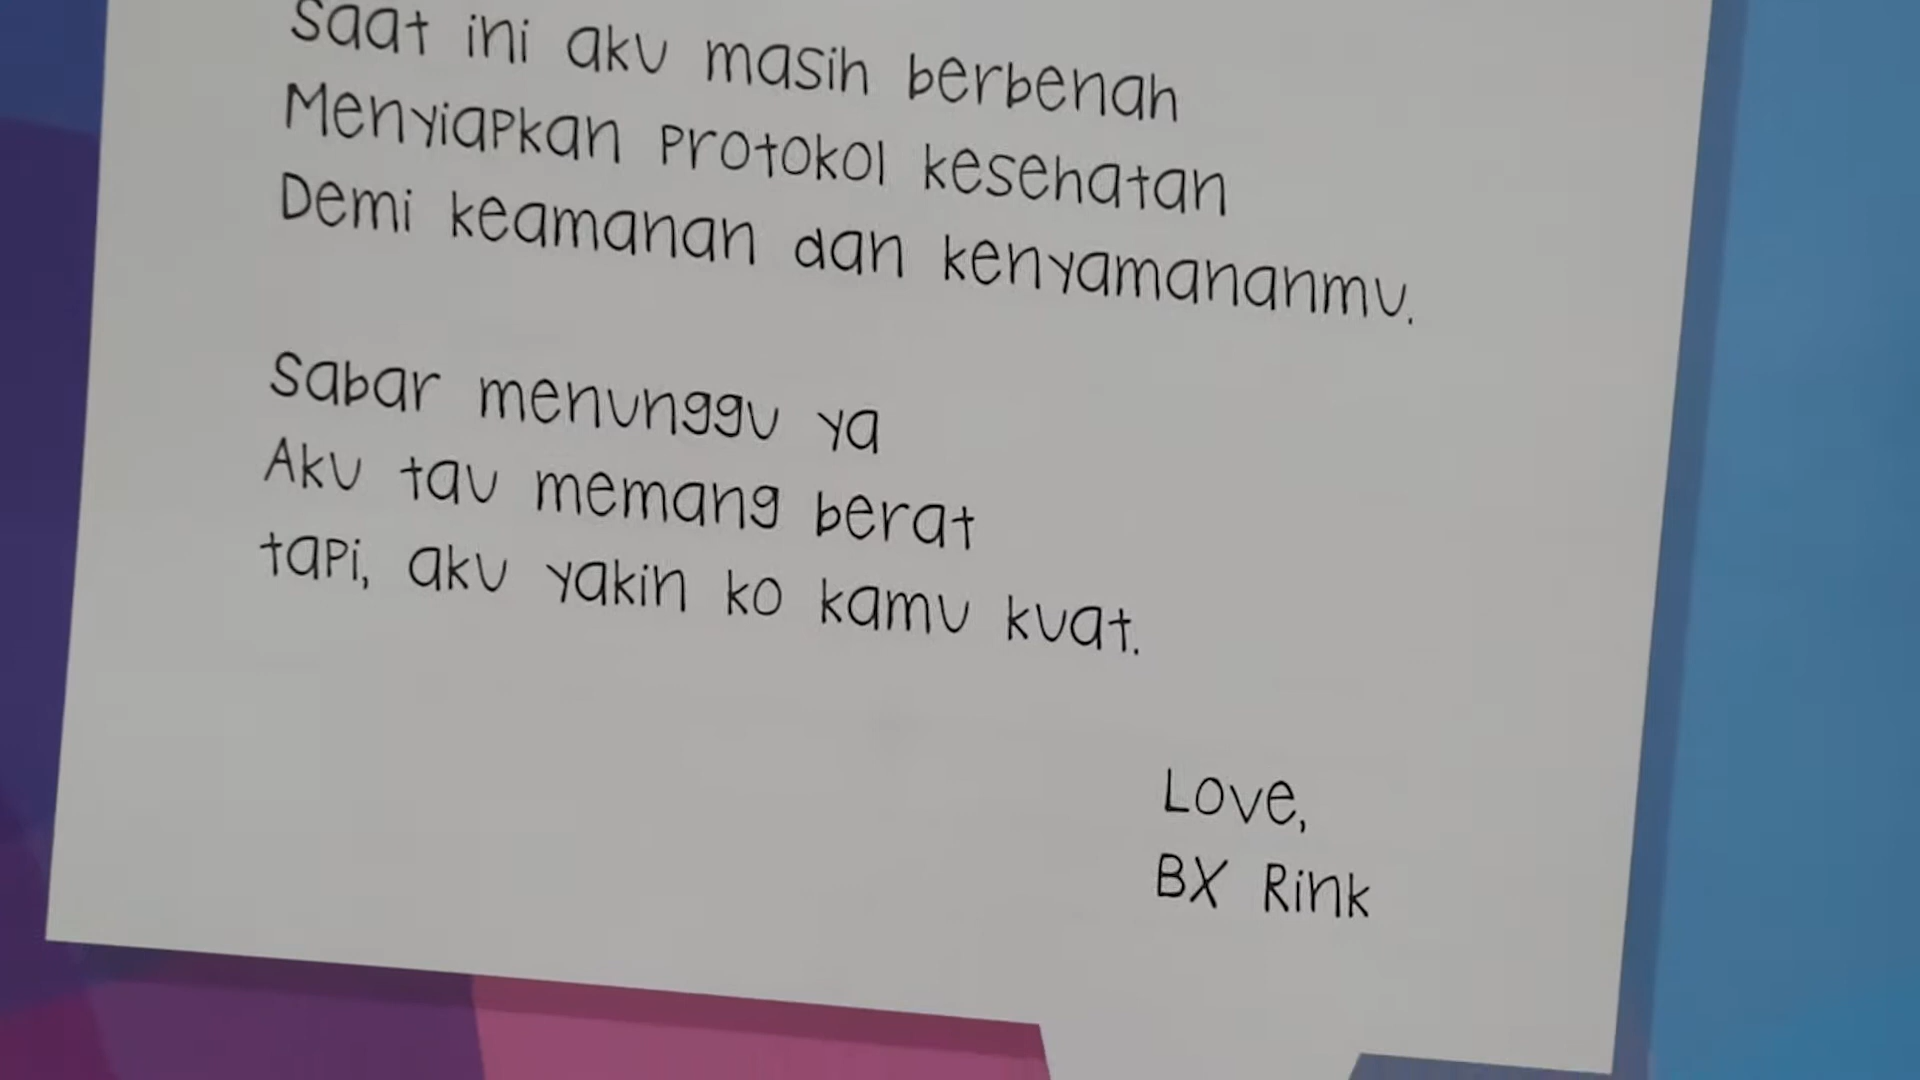 Saat ini aku masih berbenah
Menyiapkan protokol kesehatan
Demi keamanan dan kenyamananmu.
Sabar menunggu ya
Aku tau memang berat
tapi, aku yakin ko kamu kuat.
Love,
BX Rink